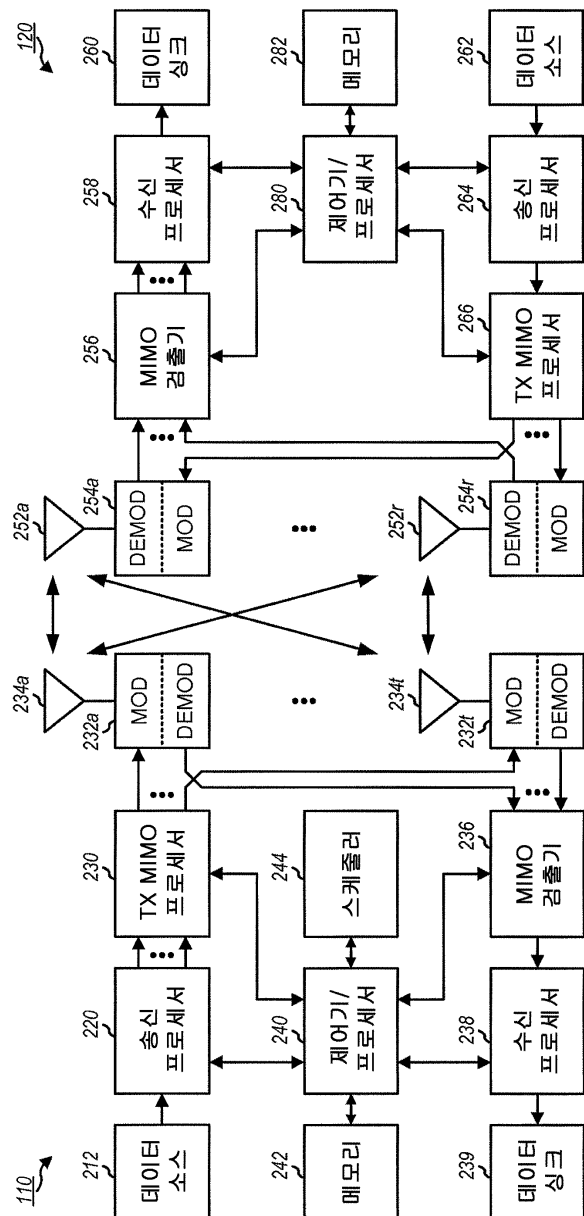 110
212
데이터
소스
220
송신
프로세서
230
TX MIMO
프로세서
232a
MOD
DEMOD
234a
252a
254a
DEMOD
MOD
256
MIMO
검출기
258
수신
프로세서
260
데이터
싱크
120
242
메모리
240
제어기/
프로세서
244
스케줄러
280
제어기/
프로세서
282
메모리
239
데이터
싱크
238
수신
프로세서
236
MIMO
검출기
232t
MOD
DEMOD
234t
252r
254r
DEMOD
MOD
266
TX MIMO
프로세서
264
송신
프로세서
262
데이터
소스